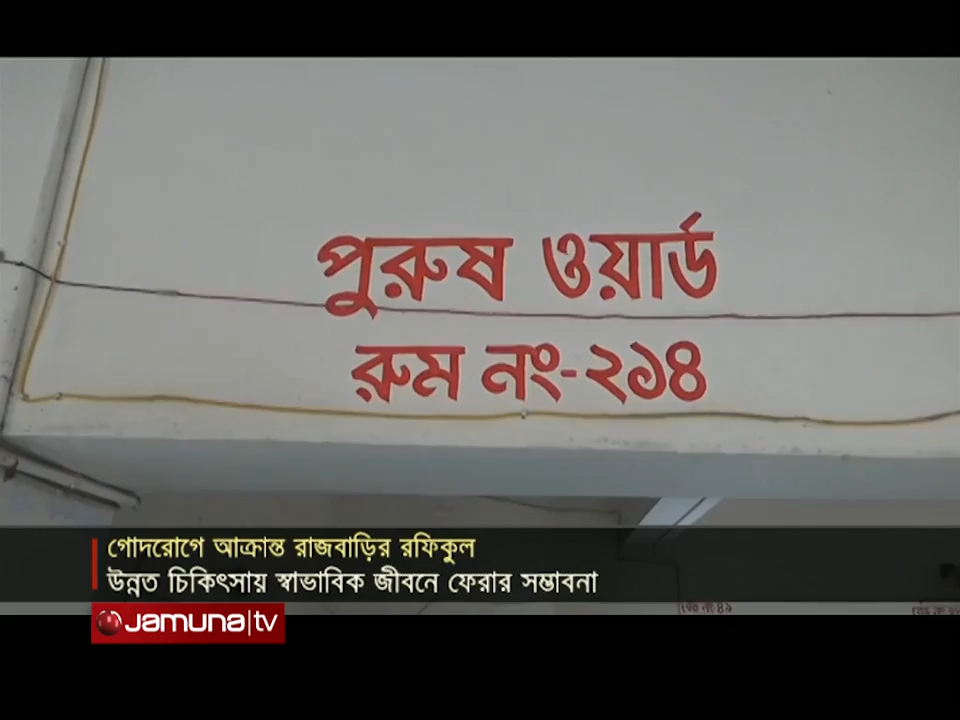 পুরুষ ওয়ার্ড
রুম নং-২১৪
গোদরোগে আক্রান্ত রাজবাড়ির রফিকুল
উন্নত চিকিৎসায় স্বাভাবিক জীবনে ফেরার সম্ভাবনা
Jamuna|tv